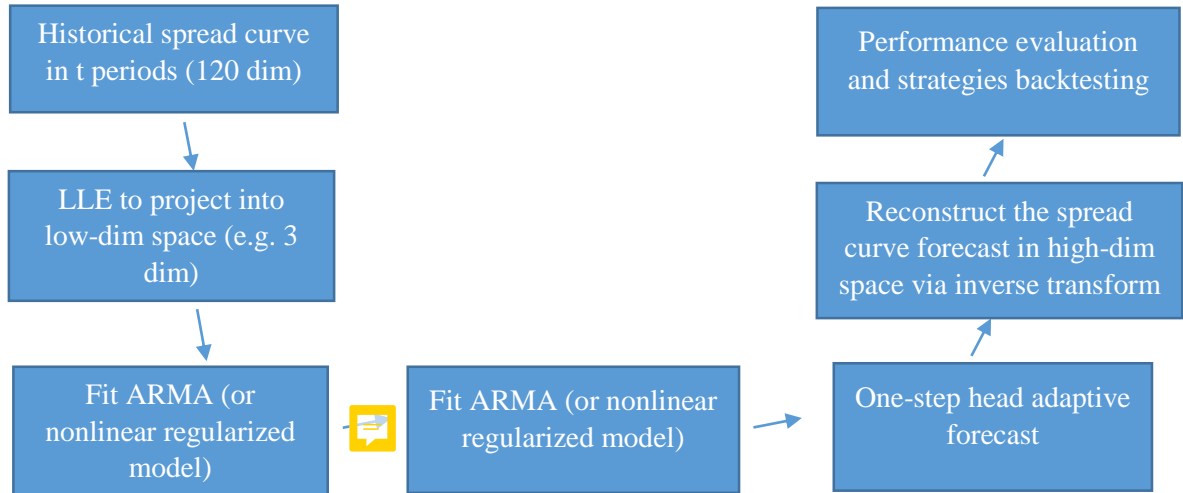 Historical spread curve
in t periods (120 dim)
LLE to project into
low-dim space (e.g. 3
dim)
Fit ARMA (or
nonlinear regularized
model)
Fit ARMA (or nonlinear
regularized model)
One-step head adaptive
forecast
Reconstruct the spread
curve forecast in high-dim
space via inverse transform
Performance evaluation
and strategies backtesting